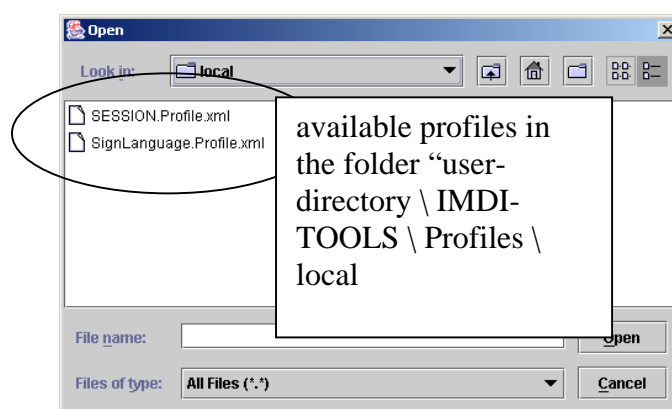 Open
Look in: local
SESSION.Profile.xml
SignLanguage.Profile.xml
available profiles in
the folder “user-
directory \ IMDI-
TOOLS \ Profiles \
local
File name:
Open
Files of type: All Files (*.*)
Cancel